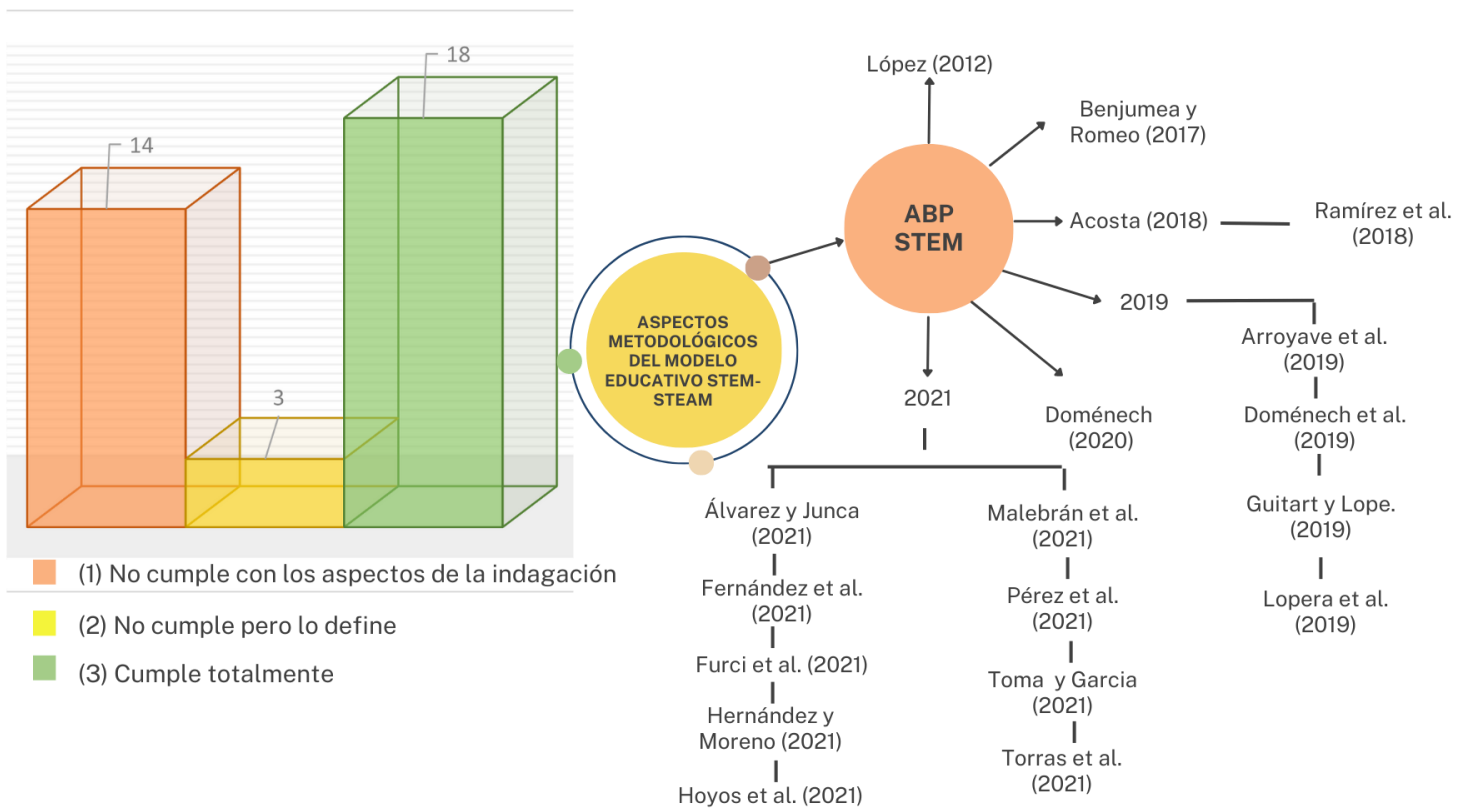 14
3
18
(1) No cumple con los aspectos de la indagación
(2) No cumple pero lo define
(3) Cumple totalmente
ASPECTOS
METODOLÓGICOS
DEL MODELO
EDUCATIVO STEM-
STEAM
ABP
STEM
López (2012)
Benjumea y
Romeo (2017)
Acosta (2018)
Ramírez et al.
(2018)
2019
Arroyave et al.
(2019)
Doménech et al.
(2019)
Guitart y Lope.
(2019)
Lopera et al.
(2019)
Doménech
(2020)
2021
Álvarez y Junca
(2021)
Fernández et al.
(2021)
Furci et al. (2021)
Hernández y
Moreno (2021)
Hoyos et al. (2021)
Malebrán et al.
(2021)
Pérez et al.
(2021)
Toma y Garcia
(2021)
Torras et al.
(2021)